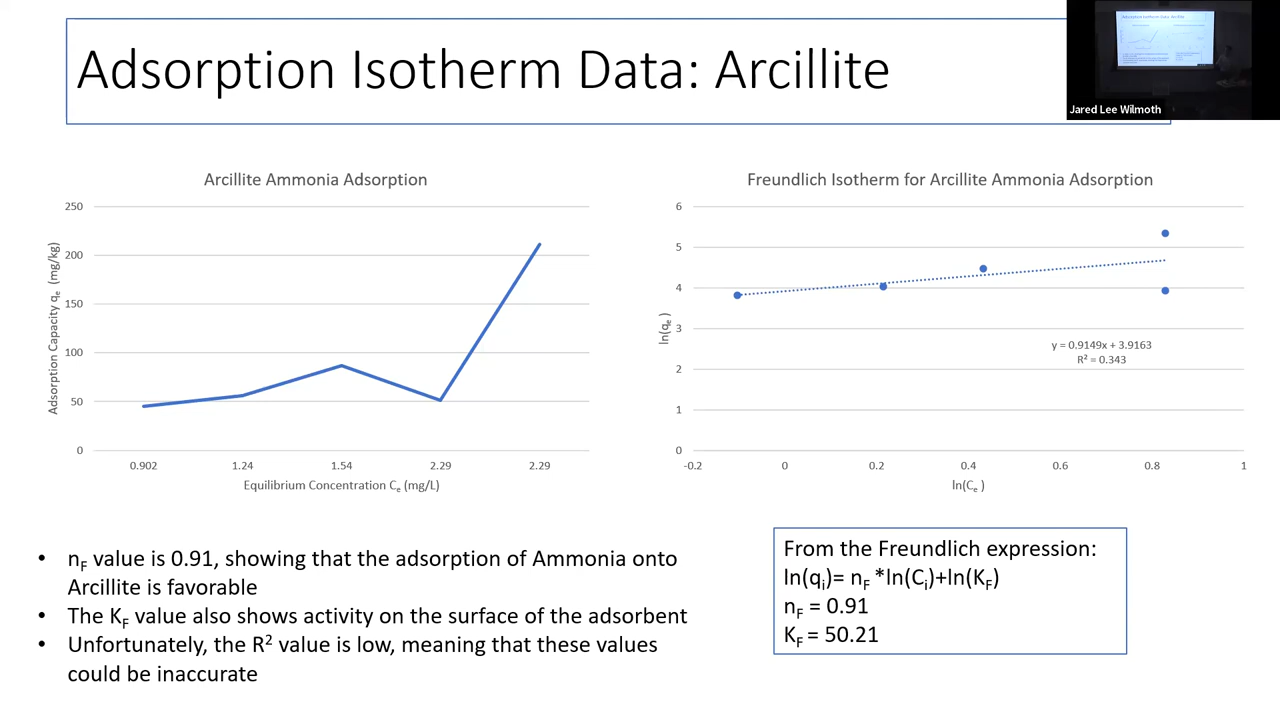 Adsorption Isotherm Data: Arcillite
Jared Lee Wilmoth
Arcillite Ammonia Adsorption
Adsorption Capacity qe (mg/kg)
250
200
150
100
50
0
0.902 1.24 1.54 2.29 2.29
Equilibrium Concentration Ce (mg/L)
Freundlich Isotherm for Arcillite Ammonia Adsorption
ln(qe)
6
5
4
3
2
1
0
y = 0.9149x + 3.9163
R² = 0.343
-0.2 0 0.2 0.4 0.6 0.8 1
ln(Ce )
• nF value is 0.91, showing that the adsorption of Ammonia onto
Arcillite is favorable
• The KF value also shows activity on the surface of the adsorbent
• Unfortunately, the R² value is low, meaning that these values
could be inaccurate
From the Freundlich expression:
ln(qi)= nF *ln(Ci)+ln(KF)
nF = 0.91
KF = 50.21